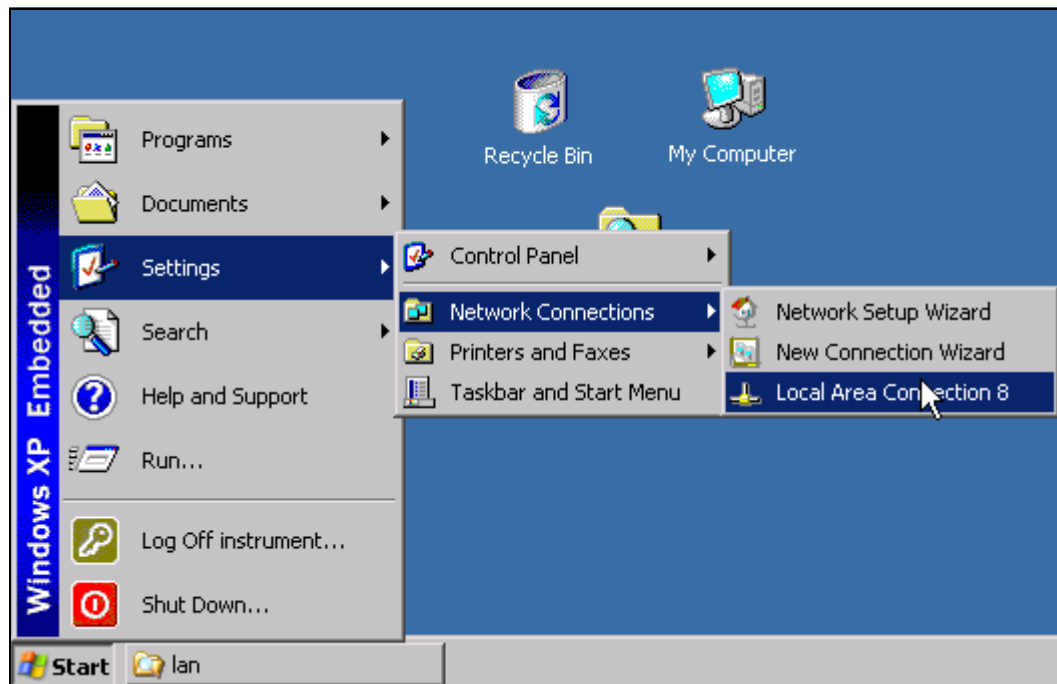 Recycle Bin
My Computer
Programs
Documents
Settings
Search
Help and Support
Run...
Log Off instrument...
Shut Down...
Windows XP Embedded
Control Panel
Network Connections
Printers and Faxes
Taskbar and Start Menu
Network Setup Wizard
New Connection Wizard
Local Area Connection 8
Start
lan